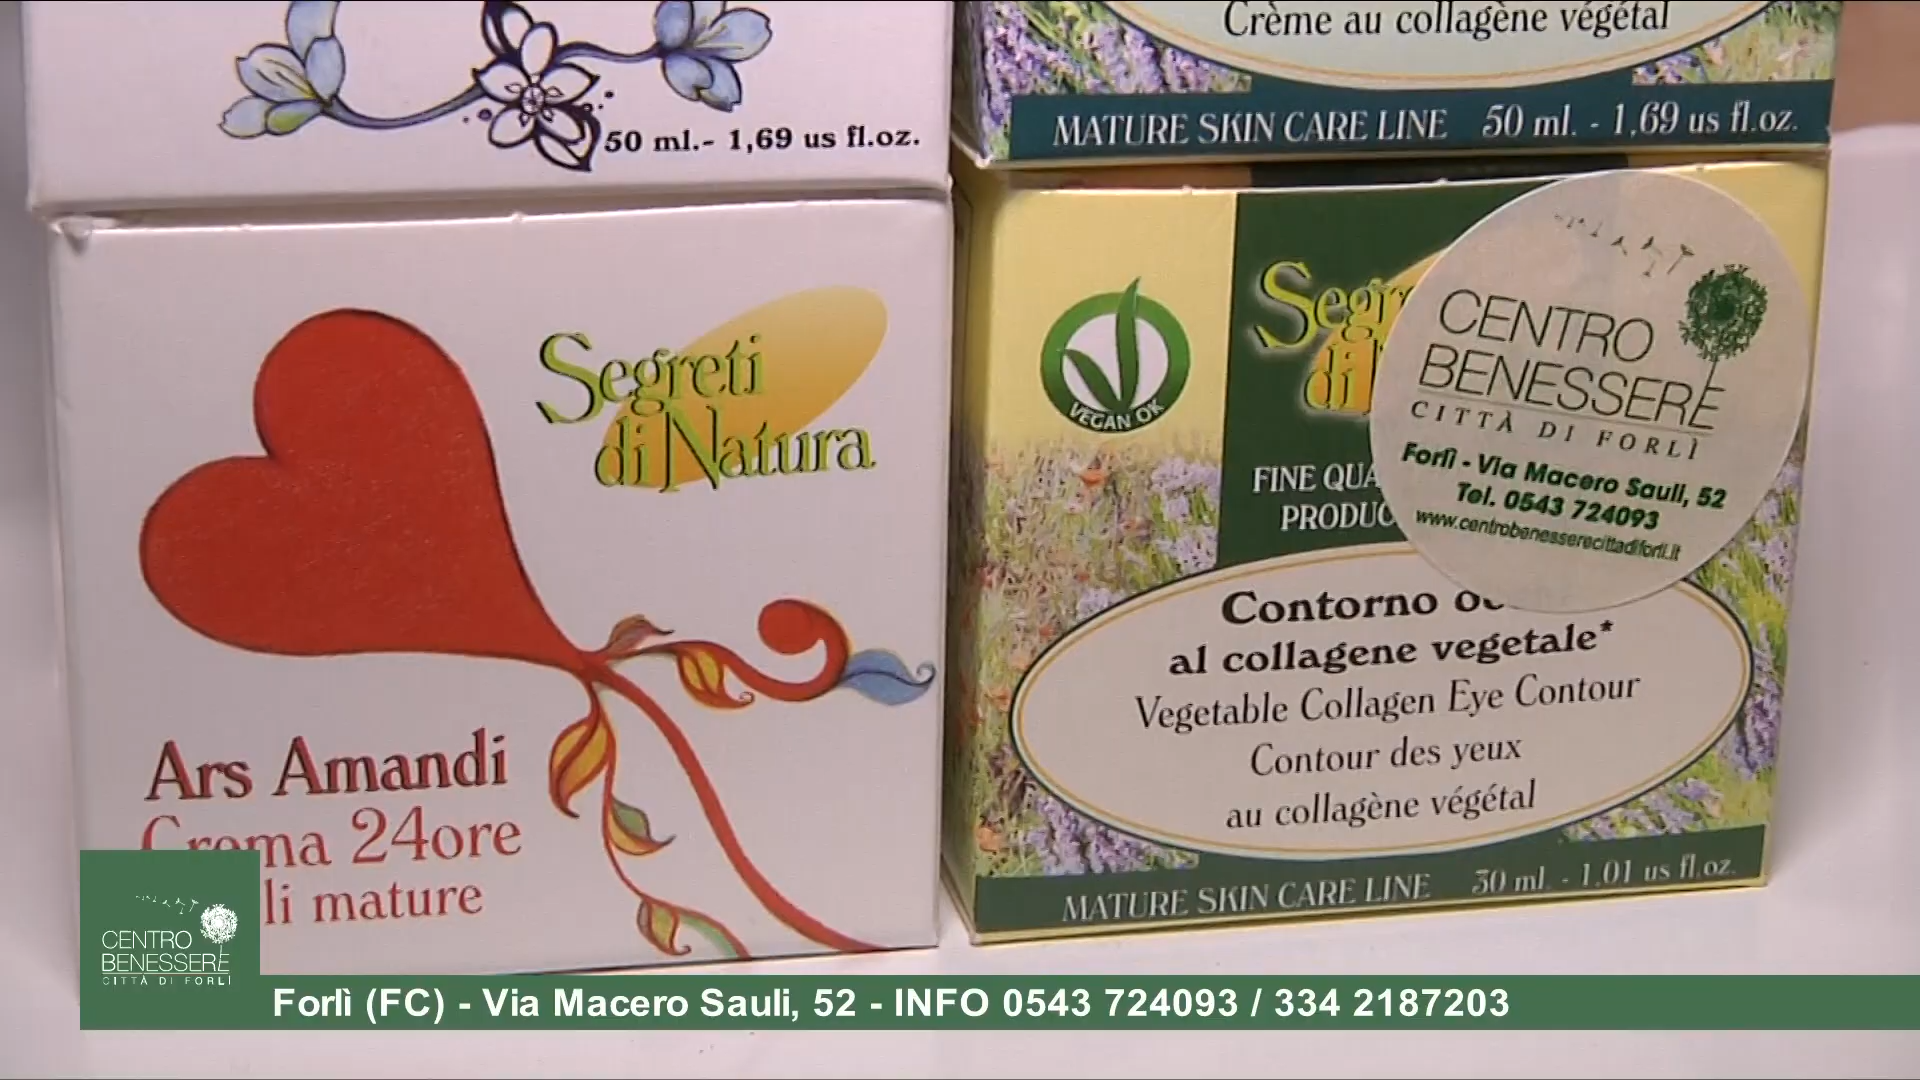 50 ml.- 1,69 us fl.oz.
Crème au collagène végétal
MATURE SKIN CARE LINE 50 ml. - 1,69 us fl.oz.
Segreti
di Natura
Ars Amandi
24ore
mature
VEGAN OK
di
FINE
CENTRO
BENESSERE
CITTÀ DI FORLÌ
Forlì - Via Macero Sauli, 52
Tel. 0543 724093
www.centrobenesserecittadiforli.it
Contorno
al collagene vegetale*
Vegetable Collagen Eye Contour
Contour des yeux
au collagène végétal
MATURE SKIN CARE LINE 30 ml. - 1,01 us fl.oz.
CENTRO
BENESSERE
CITTÀ DI FORLÌ
Forlì (FC) - Via Macero Sauli, 52 - INFO 0543 724093 / 334 2187203